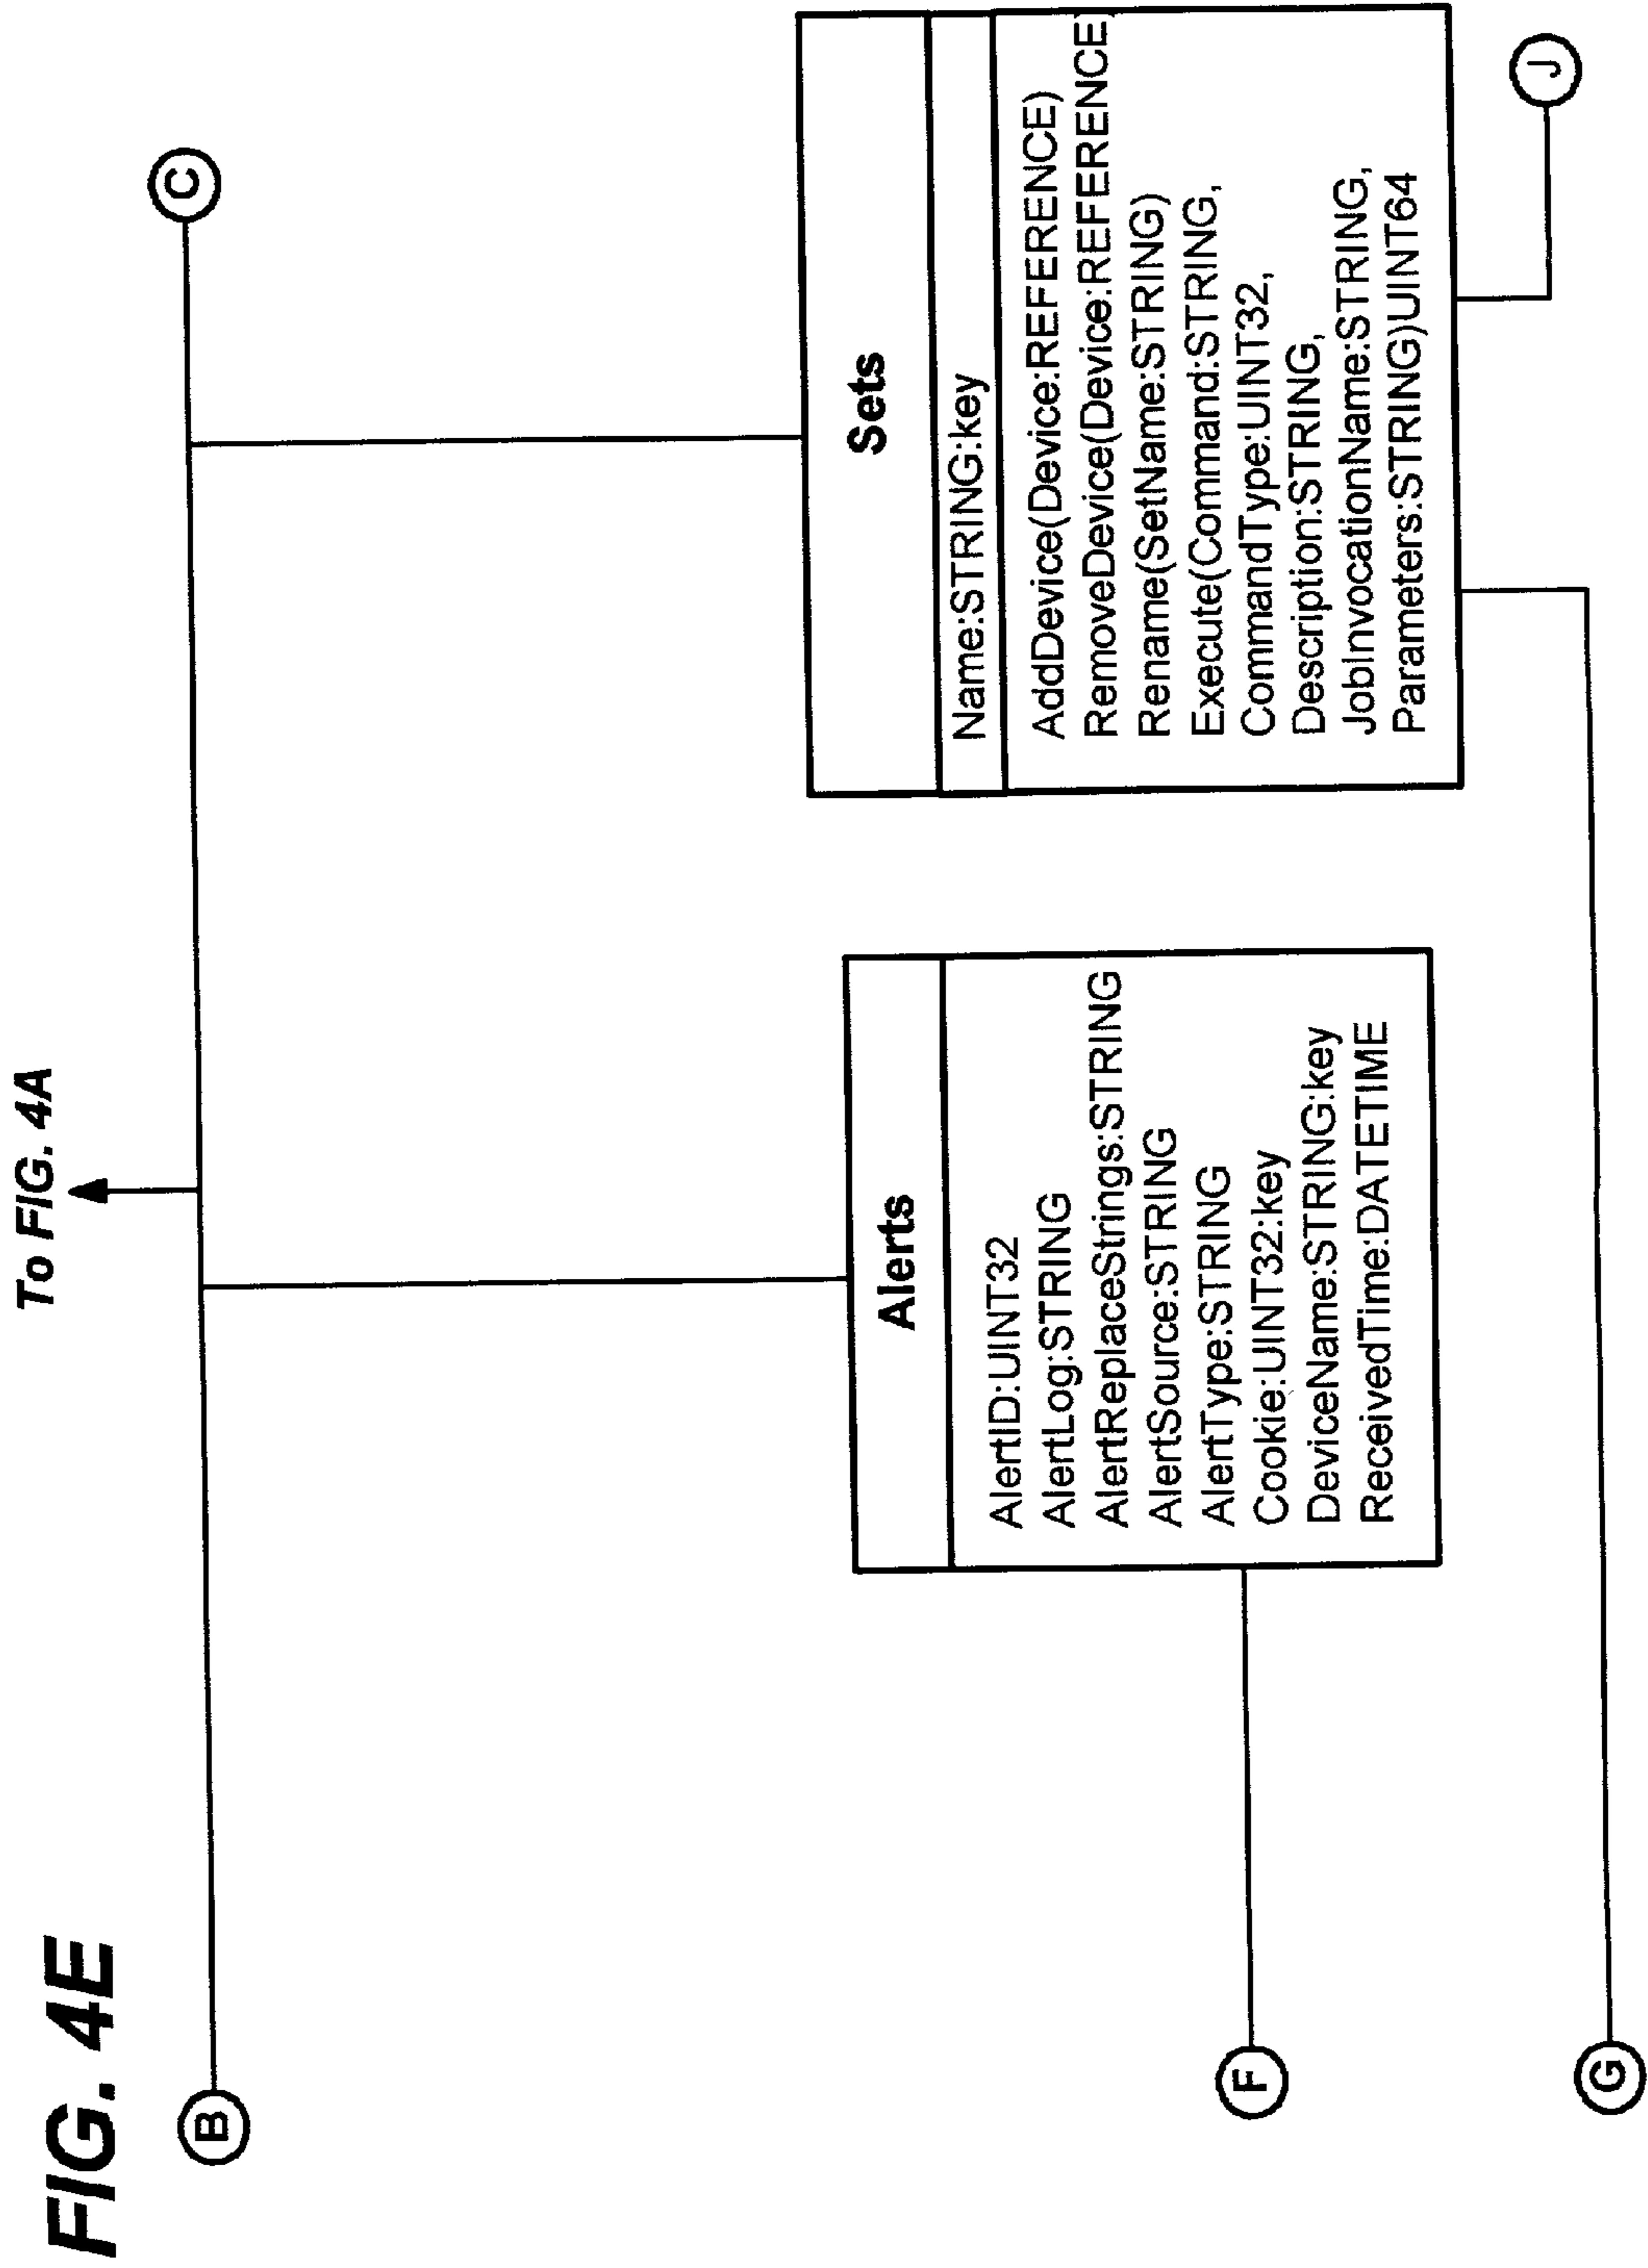 FIG. 4E
To FIG. 4A
B
C
Alerts
AlertID:UINT32
AlertLog:STRING
AlertReplaceStrings:STRING
AlertSource:STRING
AlertType:STRING
Cookie:UINT32:key
DeviceName:STRING:key
ReceivedTime:DATETIME
Sets
Name:STRING:key
AddDevice(Device:REFERENCE)
RemoveDevice(Device:REFERENCE)
Rename(SetName:STRING)
Execute(Command:STRING,
CommandType:UINT32,
Description:STRING,
JobInvocationName:STRING,
Parameters:STRING)UINT64
F
J
G